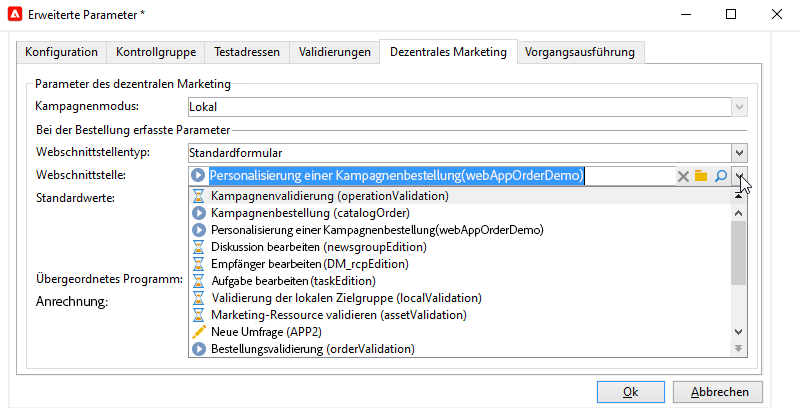 Erweiterte Parameter *
Konfiguration Kontrollgruppe Testadressen Validierungen Dezentrales Marketing Vorgangsausführung
Parameter des dezentralen Marketing
Kampagnenmodus: Lokal
Bei der Bestellung erfasste Parameter
Webschnittstellentyp: Standardformular
Webschnittstelle: Personalisierung einer Kampagnenbestellung(webAppOrderDemo)
Standardwerte: Kampagnenvalidierung (operationValidation)
Kampagnenbestellung (catalogOrder)
Personalisierung einer Kampagnenbestellung(webAppOrderDemo)
Diskussion bearbeiten (newsgroupEdition)
Empfänger bearbeiten (DM_rcpEdition)
Übergeordnetes Programm: Aufgabe bearbeiten (taskEdition)
Anrechnung: Validierung der lokalen Zielgruppe (localValidation)
Marketing-Ressource validieren (assetValidation)
Neue Umfrage (APP2)
Bestellungsvalidierung (orderValidation)
Ok Abbrechen